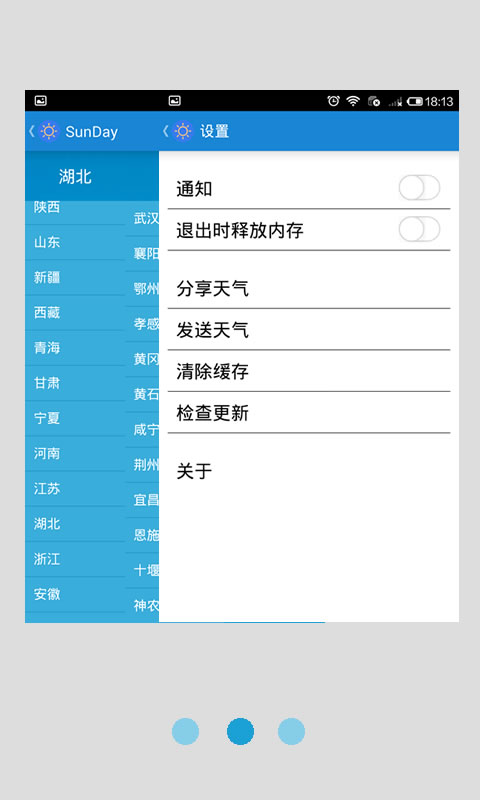 18:13
SunDay
湖北
陕西
山东
新疆
西藏
青海
甘肃
宁夏
河南
江苏
湖北
浙江
安徽
武汉
襄阳
鄂州
孝感
黄冈
黄石
咸宁
荆州
宜昌
恩施
十堰
神农
设置
通知
退出时释放内存
分享天气
发送天气
清除缓存
检查更新
关于